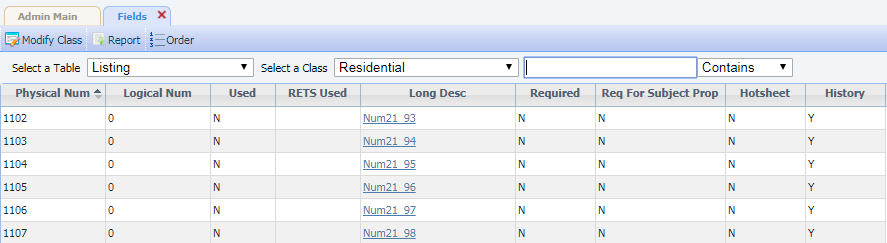 Admin Main Fields
Modify Class Report Order
Select a Table Listing Select a Class Residential Contains
Physical Num Logical Num Used RETS Used Long Desc Required Req For Subject Prop Hotsheet History
1102 0 N Num21_93 N N N Y
1103 0 N Num21_94 N N N Y
1104 0 N Num21_95 N N N Y
1105 0 N Num21_96 N N N Y
1106 0 N Num21_97 N N N Y
1107 0 N Num21_98 N N N Y